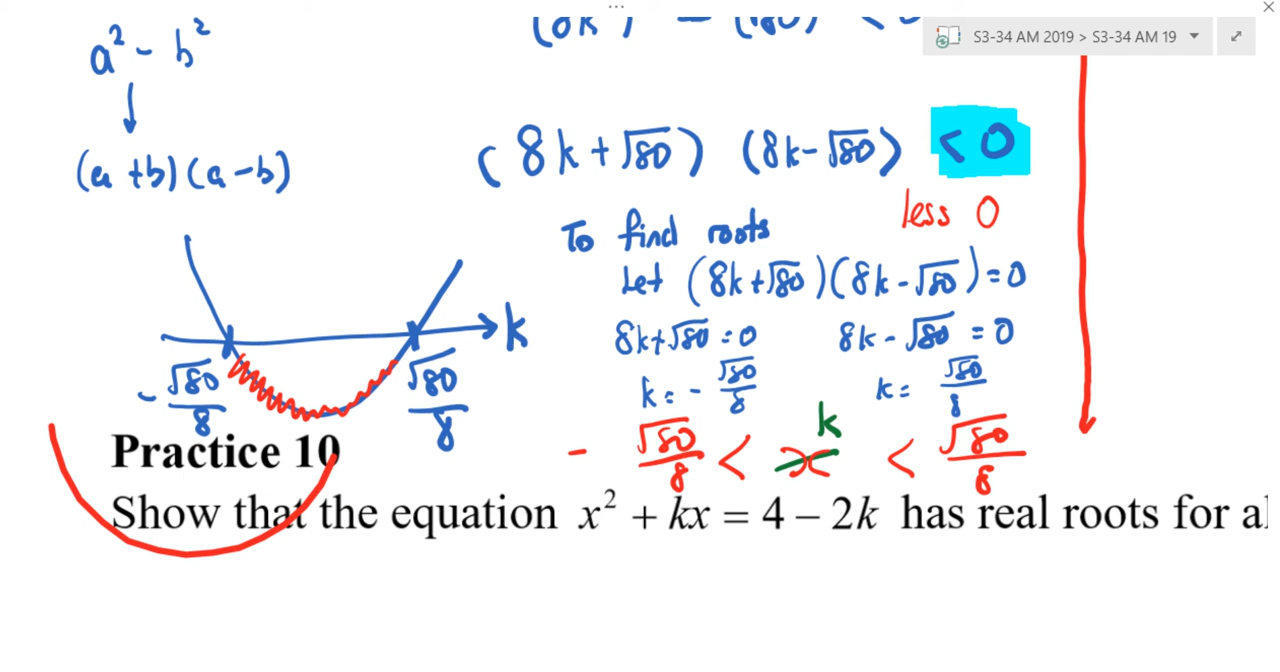 a² - b²
(8k ) - (√80) < 0
S3-34 AM 2019 > S3-34 AM 19
(a +b)(a -b)
(8k + √80) (8k - √80) < 0
less 0
To find roots
Let (8k+√80)(8k-√80)=0
k
8k+√80=0
8k-√80=0
-√80/8
√80/8
k=-√80/8
k=√80/8
k
-√80/8 < x < √80/8
Practice 10
Show that the equation x² + kx = 4 − 2k has real roots for al